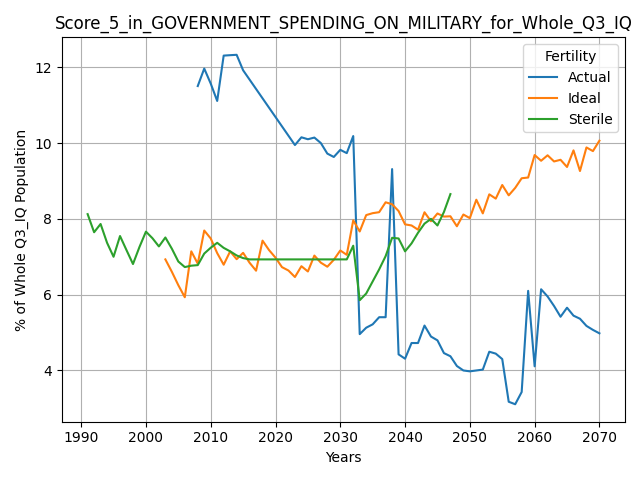 Score_5_in_GOVERNMENT_SPENDING_ON_MILITARY_for_Whole_Q3_IQ
Fertility
Actual
Ideal
Sterile
% of Whole Q3_IQ Population
12
10
8
6
4
1990 2000 2010 2020 2030 2040 2050 2060 2070
Years